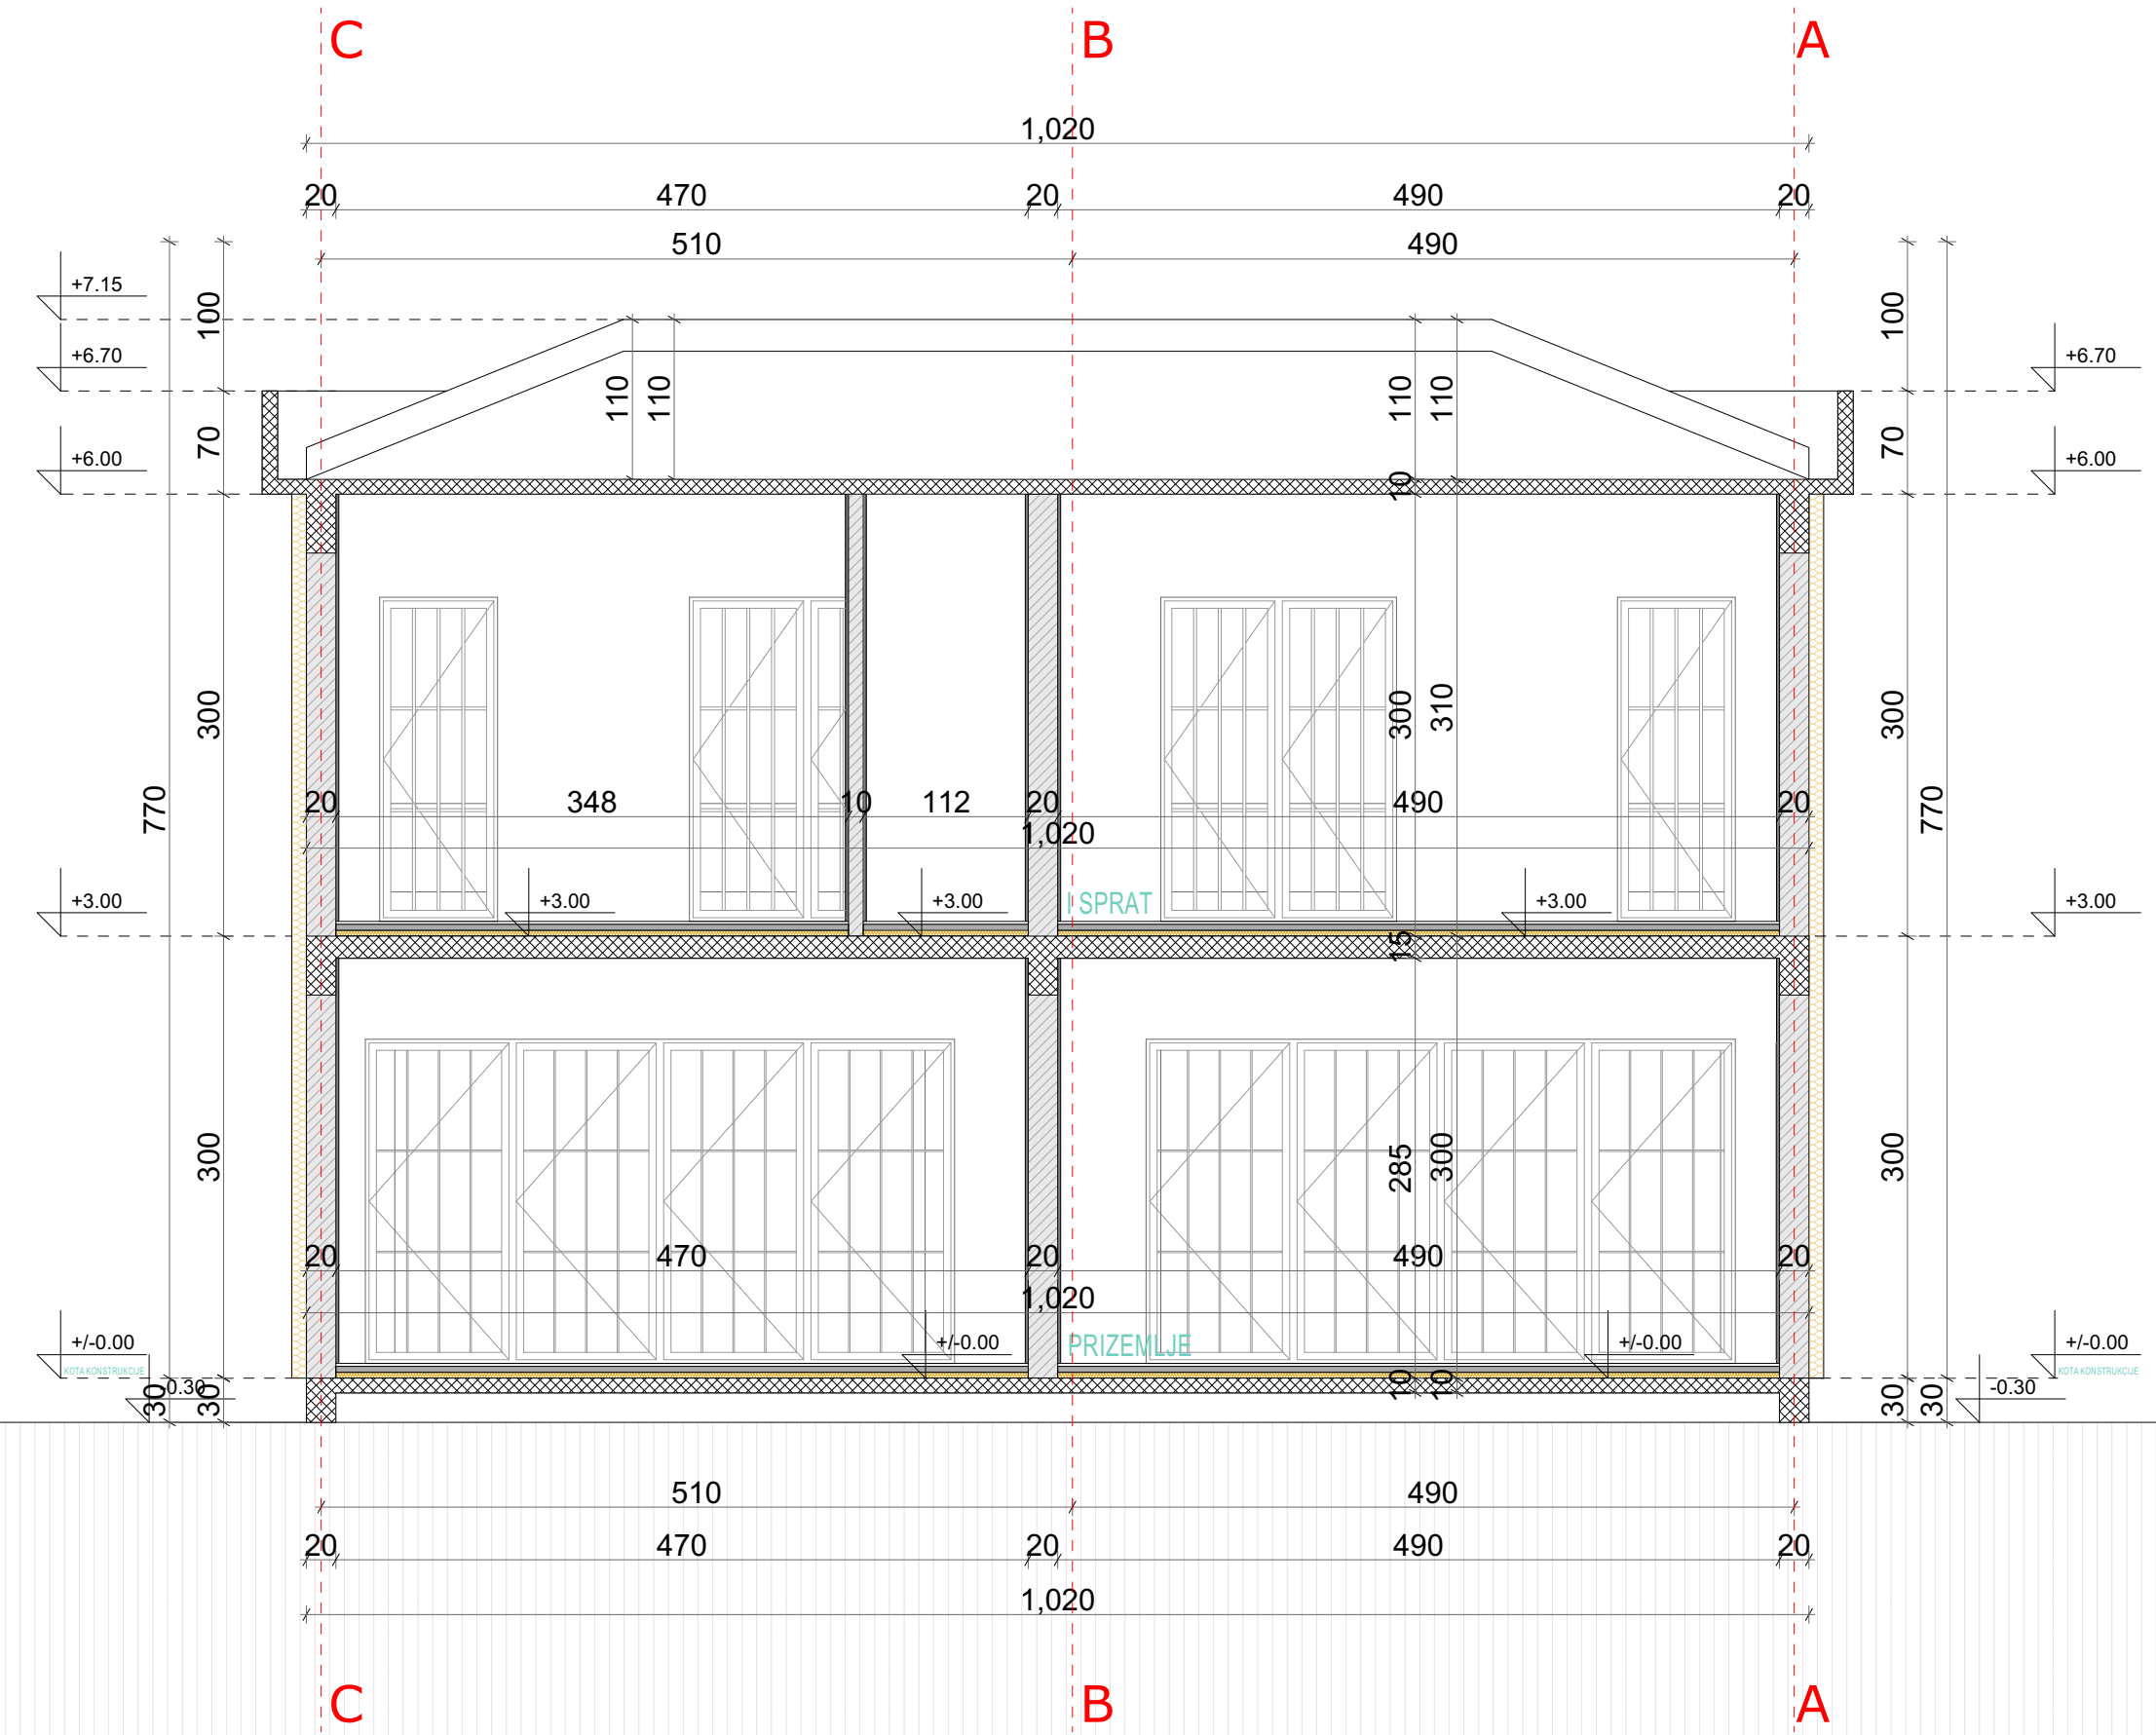 C B A
1,020
20 470 20 490 20
510 490
+7.15
100 100
+6.70 +6.70
110 110 110 110
70 70
+6.00 +6.00
10
300 300 310 300
770 770
20 348 10 112 20 490 20
1,020
+3.00 +3.00 +3.00 I SPRAT +3.00 +3.00
15
300 285 300 300
20 470 20 490 20
1,020
+/-0.00 +/-0.00 PRIZEMLJE +/-0.00 +/-0.00
KOTA KONSTRUKCIJE KOTA KONSTRUKCIJE
10 10
30 -0.30 30 30 30 -0.30
510 490
20 470 20 490 20
1,020
C B A